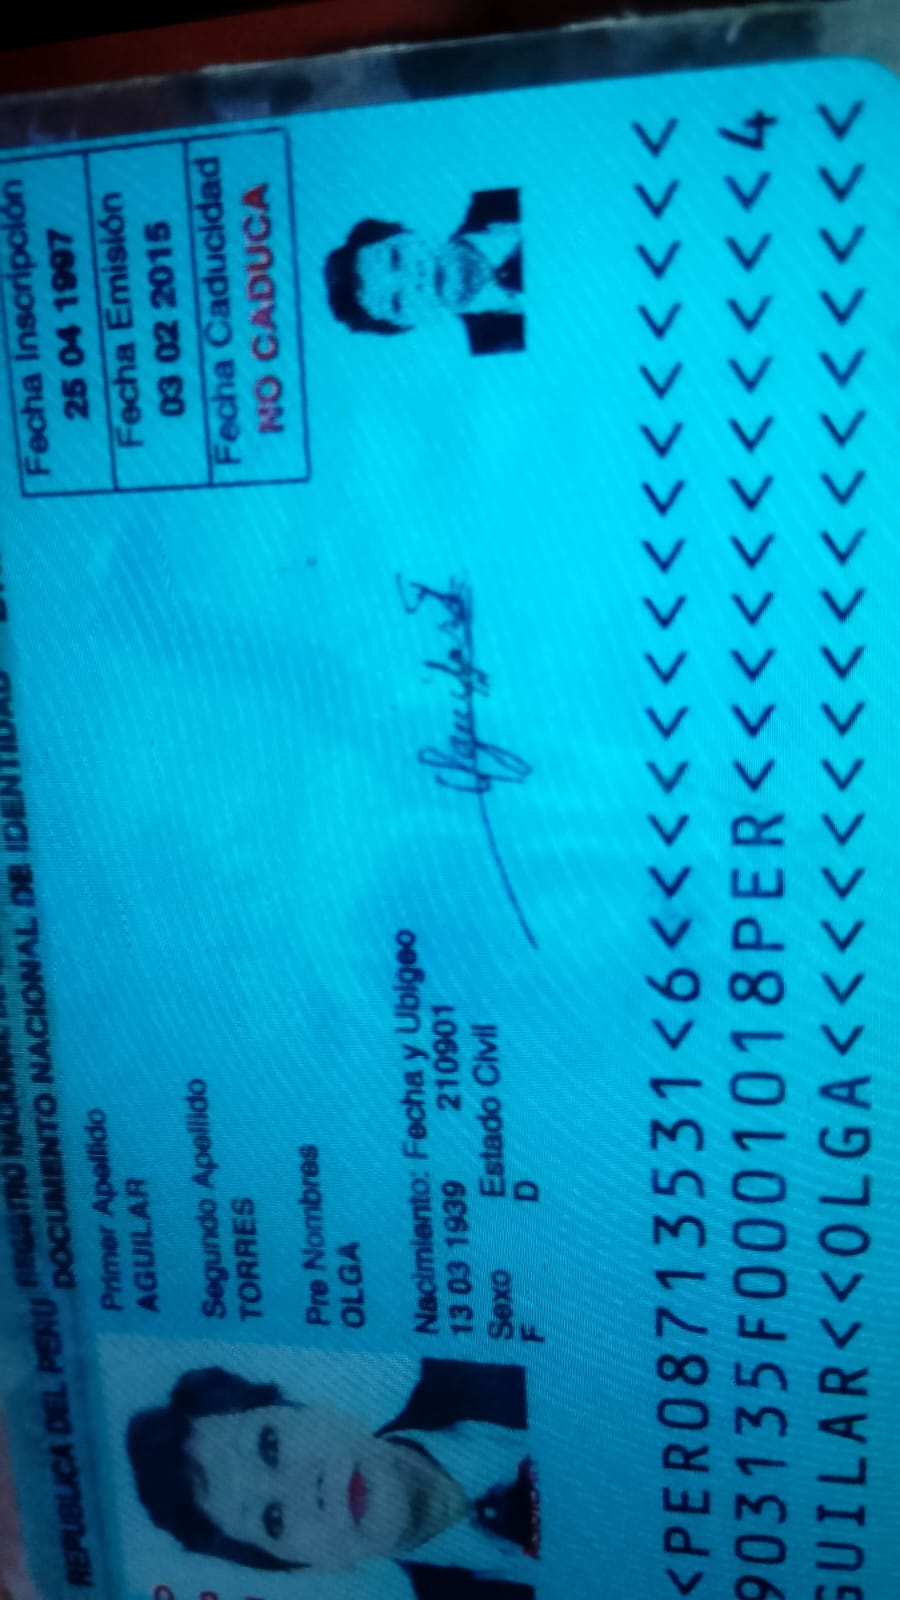 REPUBLICA DEL PERU
DOCUMENTO NACIONAL DE IDENTIDAD
Primer Apellido
AGUILAR
Segundo Apellido
TORRES
Pre Nombres
OLGA
Nacimiento: Fecha y Ubigeo
13 03 1939 210901
Sexo Estado Civil
F D
Fecha Inscripción
25 04 1997
Fecha Emisión
03 02 2015
Fecha Caducidad
NO CADUCA
<PER08713531<6<<<<<<<<<<<<<<<
903135F0001018PER<<<<<<<<<<<4
GUILAR<<OLGA<<<<<<<<<<<<<<<<<